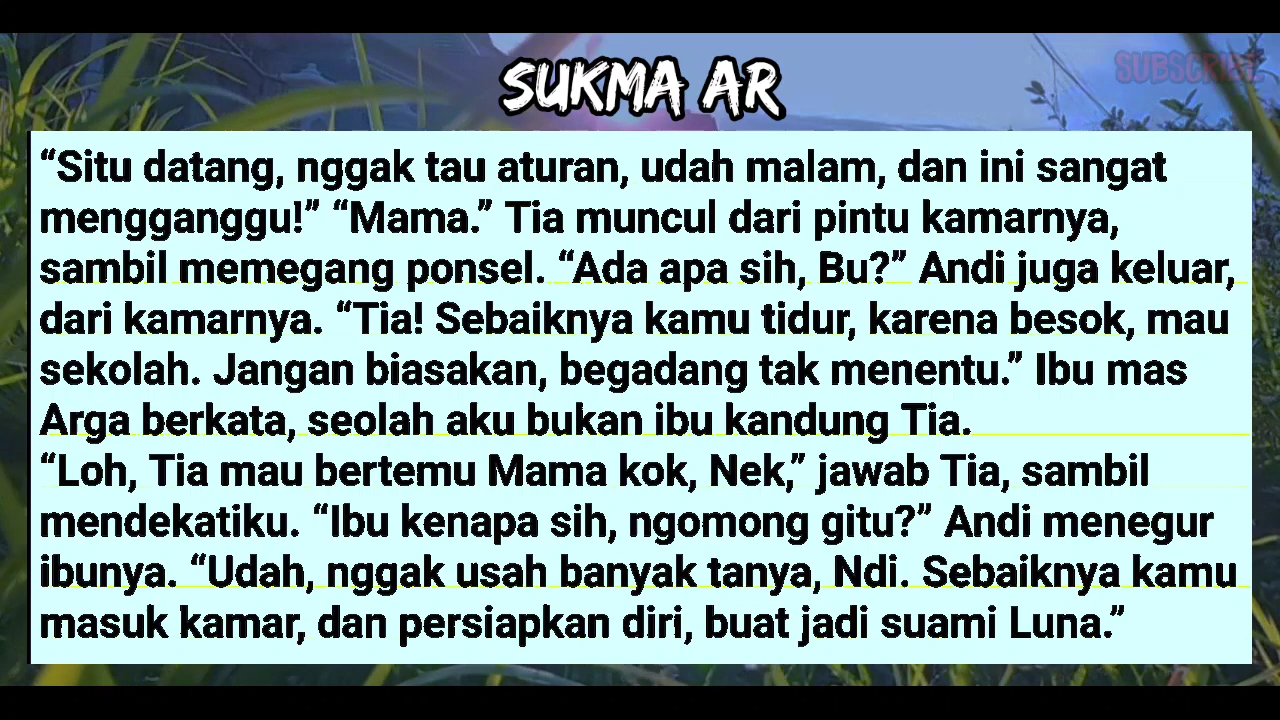 SUKMA AR
SUBSCRIBE
“Situ datang, nggak tau aturan, udah malam, dan ini sangat
mengganggu!” “Mama.” Tia muncul dari pintu kamarnya,
sambil memegang ponsel. “Ada apa sih, Bu?” Andi juga keluar,
dari kamarnya. “Tia! Sebaiknya kamu tidur, karena besok, mau
sekolah. Jangan biasakan, begadang tak menentu.” Ibu mas
Arga berkata, seolah aku bukan ibu kandung Tia.
“Loh, Tia mau bertemu Mama kok, Nek,” jawab Tia, sambil
mendekatiku. “Ibu kenapa sih, ngomong gitu?” Andi menegur
ibunya. “Udah, nggak usah banyak tanya, Ndi. Sebaiknya kamu
masuk kamar, dan persiapkan diri, buat jadi suami Luna.”